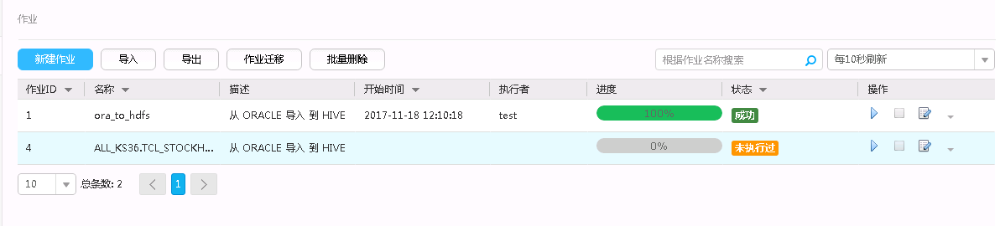 作业
新建作业 导入 导出 作业迁移 批量删除 根据作业名称搜索 每10秒刷新
作业ID 名称 描述 开始时间 执行者 进度 状态 操作
1 ora_to_hdfs 从 ORACLE 导入 到 HIVE 2017-11-18 12:10:18 test 100% 成功
4 ALL_KS36.TCL_STOCKH... 从 ORACLE 导入 到 HIVE 0% 未执行过
10 总条数: 2 1